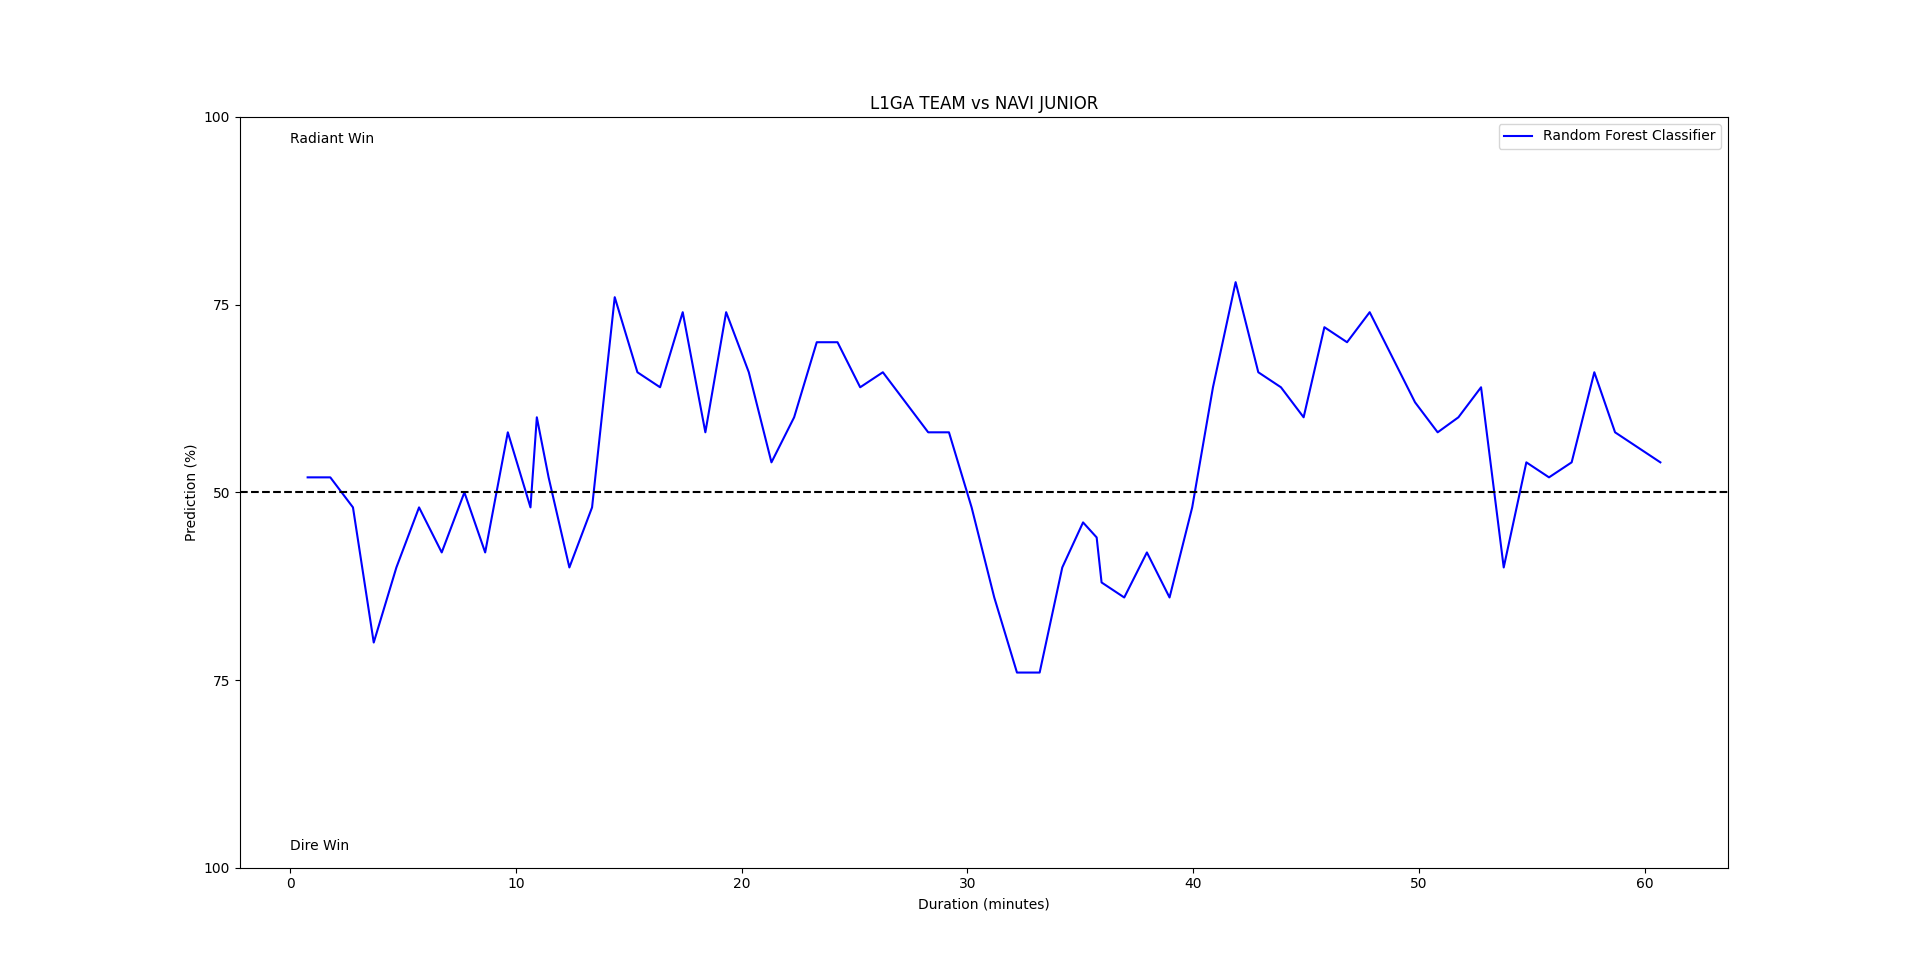 L1GA TEAM vs NAVI JUNIOR
100
Radiant Win
Random Forest Classifier
75
50
Prediction (%)
75
Dire Win
100
0 10 20 30 40 50 60
Duration (minutes)